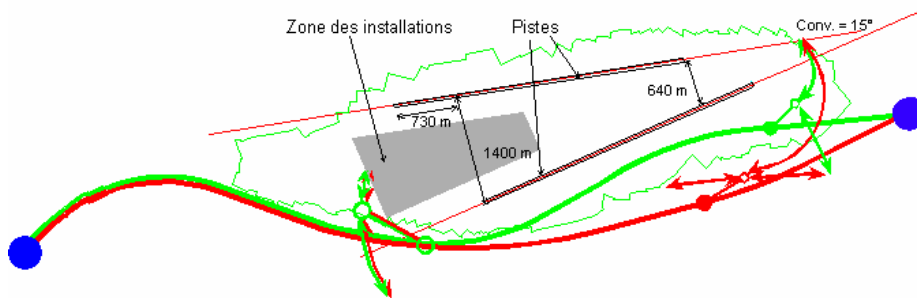 Zone des installations
Pistes
Conv. = 15°
730 m
640 m
1400 m